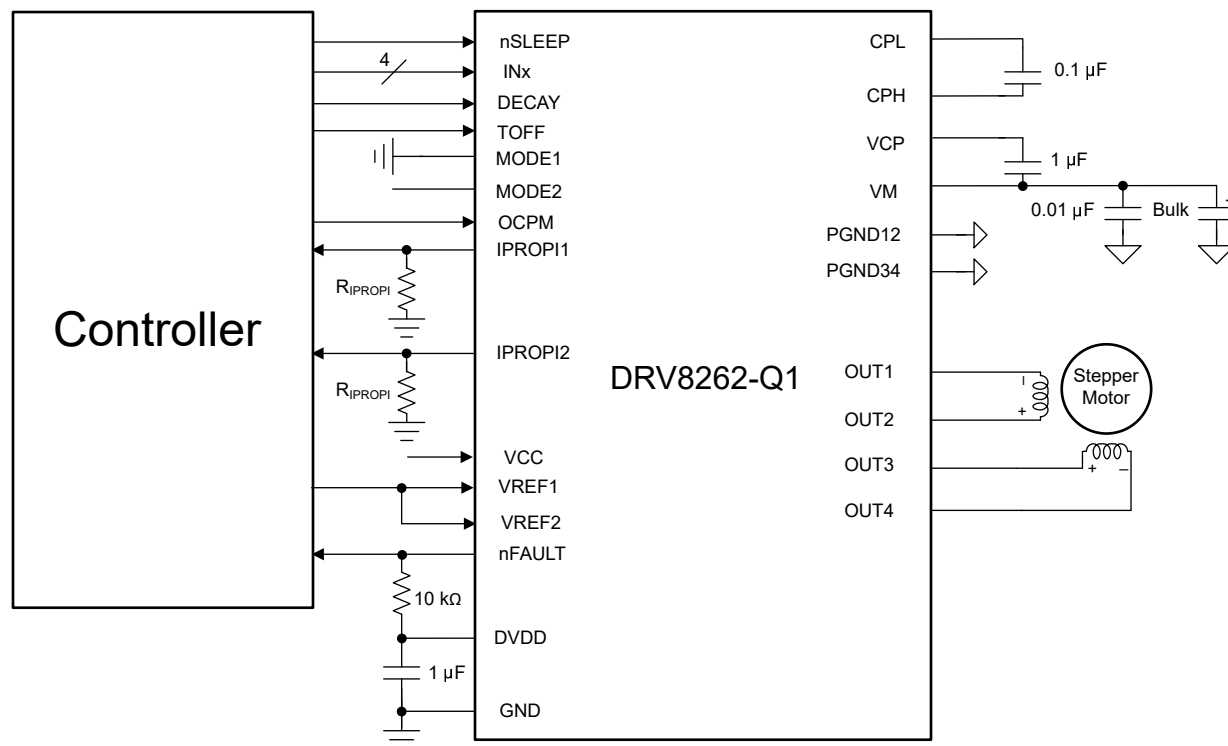 Controller
4
R_IPROPI
R_IPROPI
10 kΩ
1 µF
nSLEEP
INx
DECAY
TOFF
MODE1
MODE2
OCPM
IPROPI1
IPROPI2
VCC
VREF1
VREF2
nFAULT
DVDD
GND
DRV8262-Q1
CPL
CPH
VCP
VM
PGND12
PGND34
OUT1
OUT2
OUT3
OUT4
0.1 µF
1 µF
0.01 µF
Bulk
+
–
+
Stepper
Motor
+
–